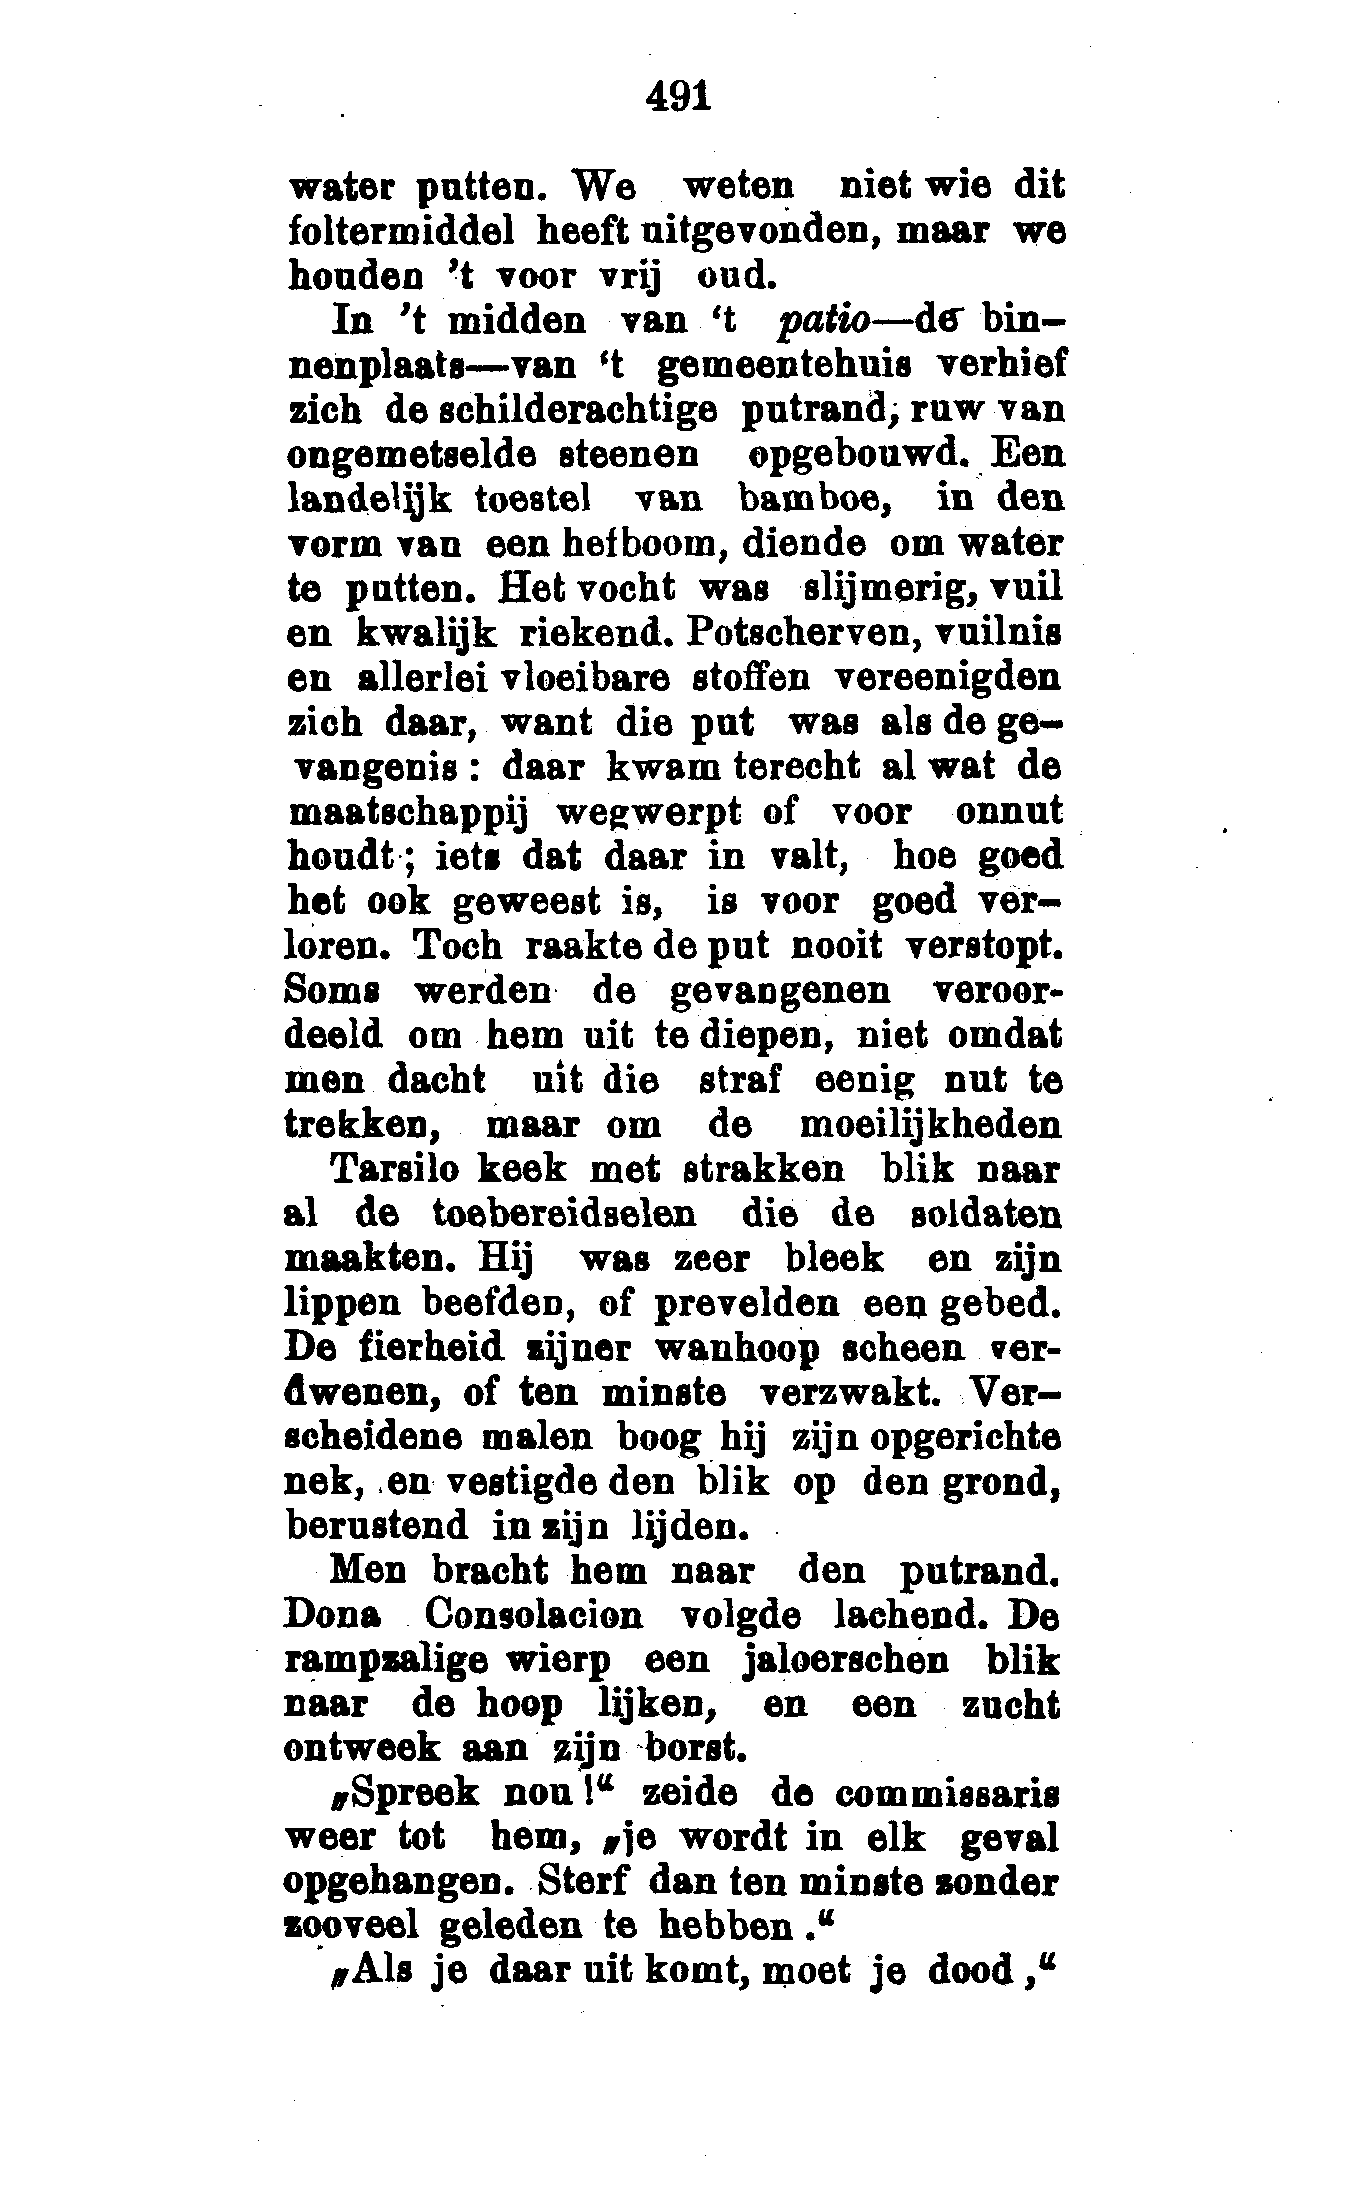 491
water putten. We weten niet wie dit
foltermiddel heeft uitgevonden, maar we
houden 't voor vrij oud.
In 't midden van ‘t patio—de bin-
nenplaats—van ‘t gemeentehuis verhief
zich de schilderachtige putrand, ruw van
ongemetselde steenen opgebouwd. Een
landelijk toestel van bamboe, in den
vorm van een hefboom, diende om water
te putten. Het vocht was slijmerig, vuil
en kwalijk riekend. Potscherven, vuilnis
en allerlei vloeibare stoffen vereenigden
zich daar, want die put was als de ge-
vangenis: daar kwam terecht al wat de
maatschappij wegwerpt of voor onnut
houdt; iets dat daar in valt, hoe goed
het ook geweest is, is voor goed ver-
loren. Toch raakte de put nooit verstopt.
Soms werden de gevangenen veroor-
deeld om hem uit te diepen, niet omdat
men dacht uit die straf eenig nut te
trekken, maar om de moeilijkheden
Tarsilo keek met strakken blik naar
al de toebereidselen die de soldaten
maakten. Hij was zeer bleek en zijn
lippen beefden, of prevelden een gebed.
De fierheid zijner wanhoop scheen ver-
dwenen, of ten minste verzwakt. Ver-
scheidene malen boog hij zijn opgerichte
nek, en vestigde den blik op den grond,
berustend in zijn lijden.
Men bracht hem naar den putrand.
Dona Consolacion volgde lachend. De
rampzalige wierp een jaloerschen blik
naar de hoop lijken, en een zucht
ontweek aan zijn borst.
„Spreek nou!“ zeide de commissaris
weer tot hem, „je wordt in elk geval
opgehangen. Sterf dan ten minste zonder
zooveel geleden te hebben.“
„Als je daar uit komt, moet je dood,“